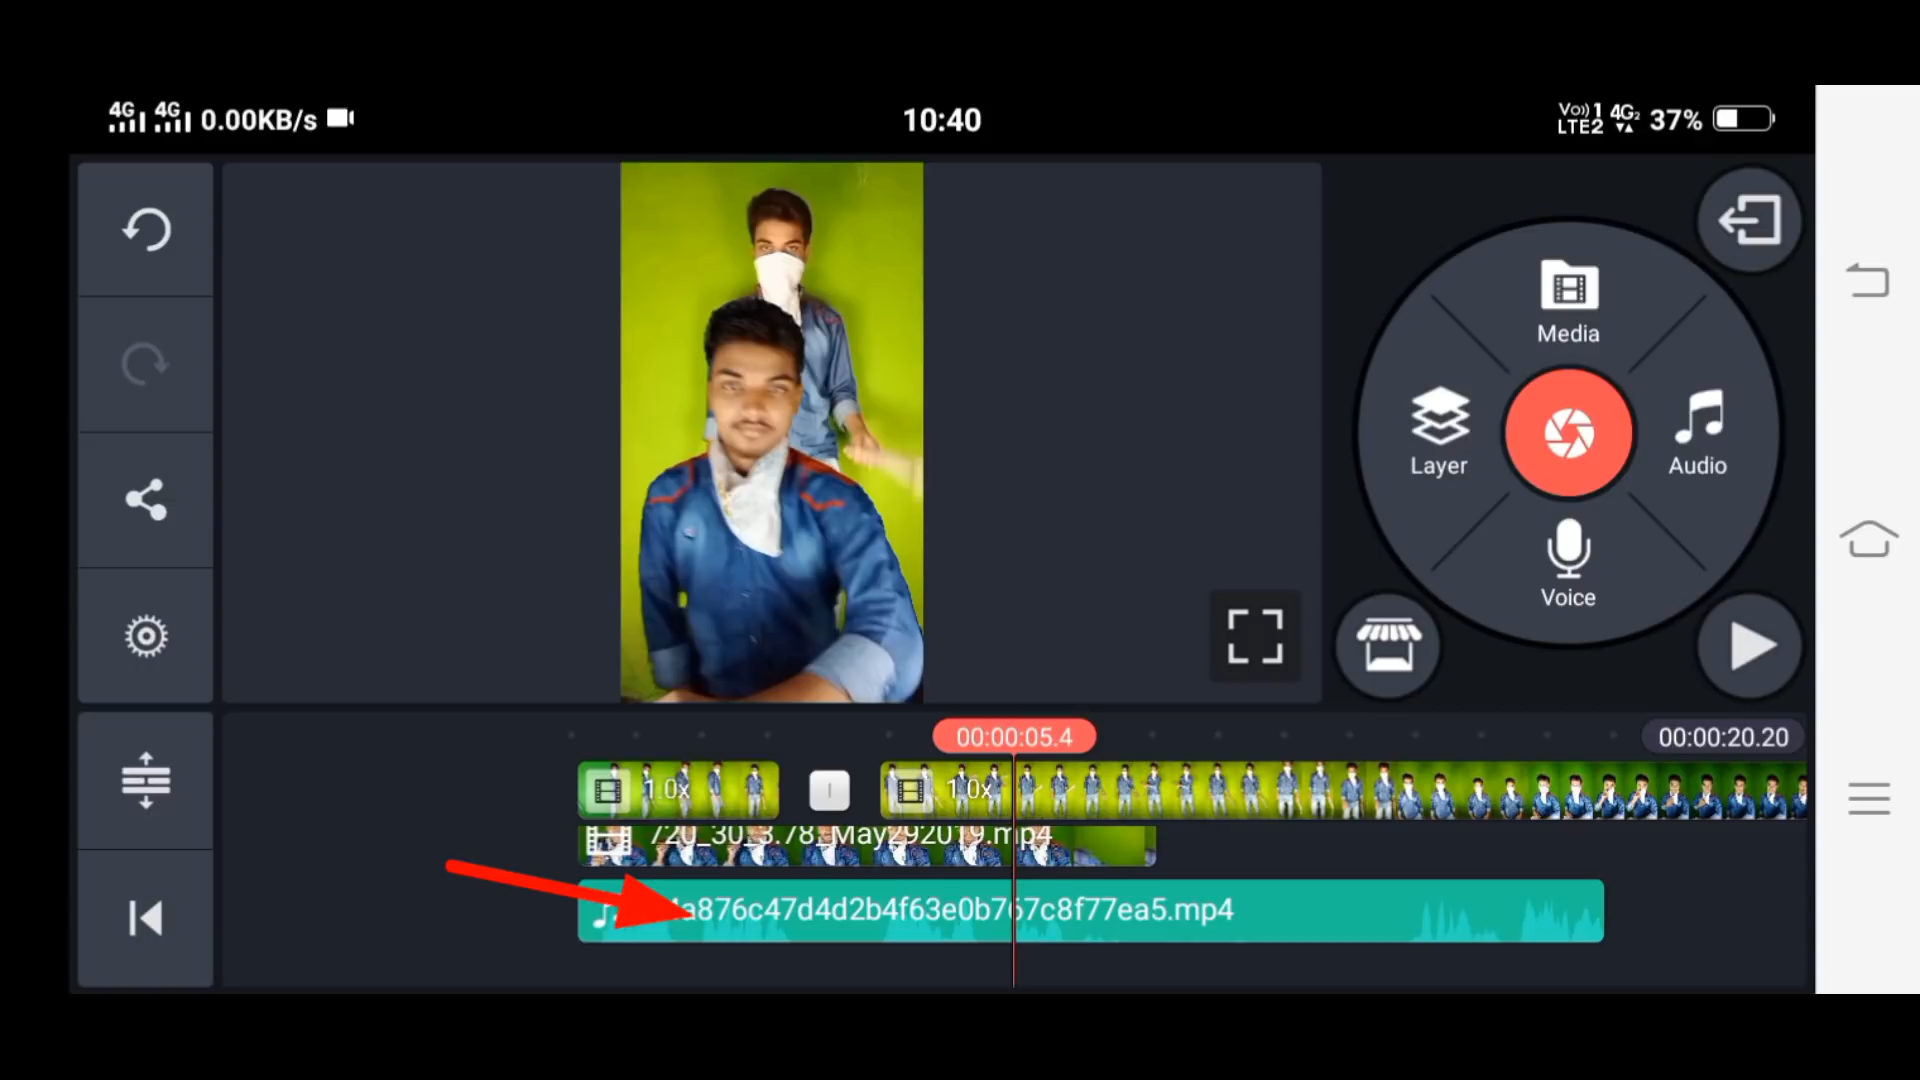 4G 4G 0.00KB/s
10:40
Vo)) 1 4G2 37%
LTE2
Media
Layer
Audio
Voice
00:00:05.4
00:00:20.20
1.0x
1.0x
720_30_3.78_May292019.mp4
4a876c47d4d2b4f63e0b767c8f77ea5.mp4